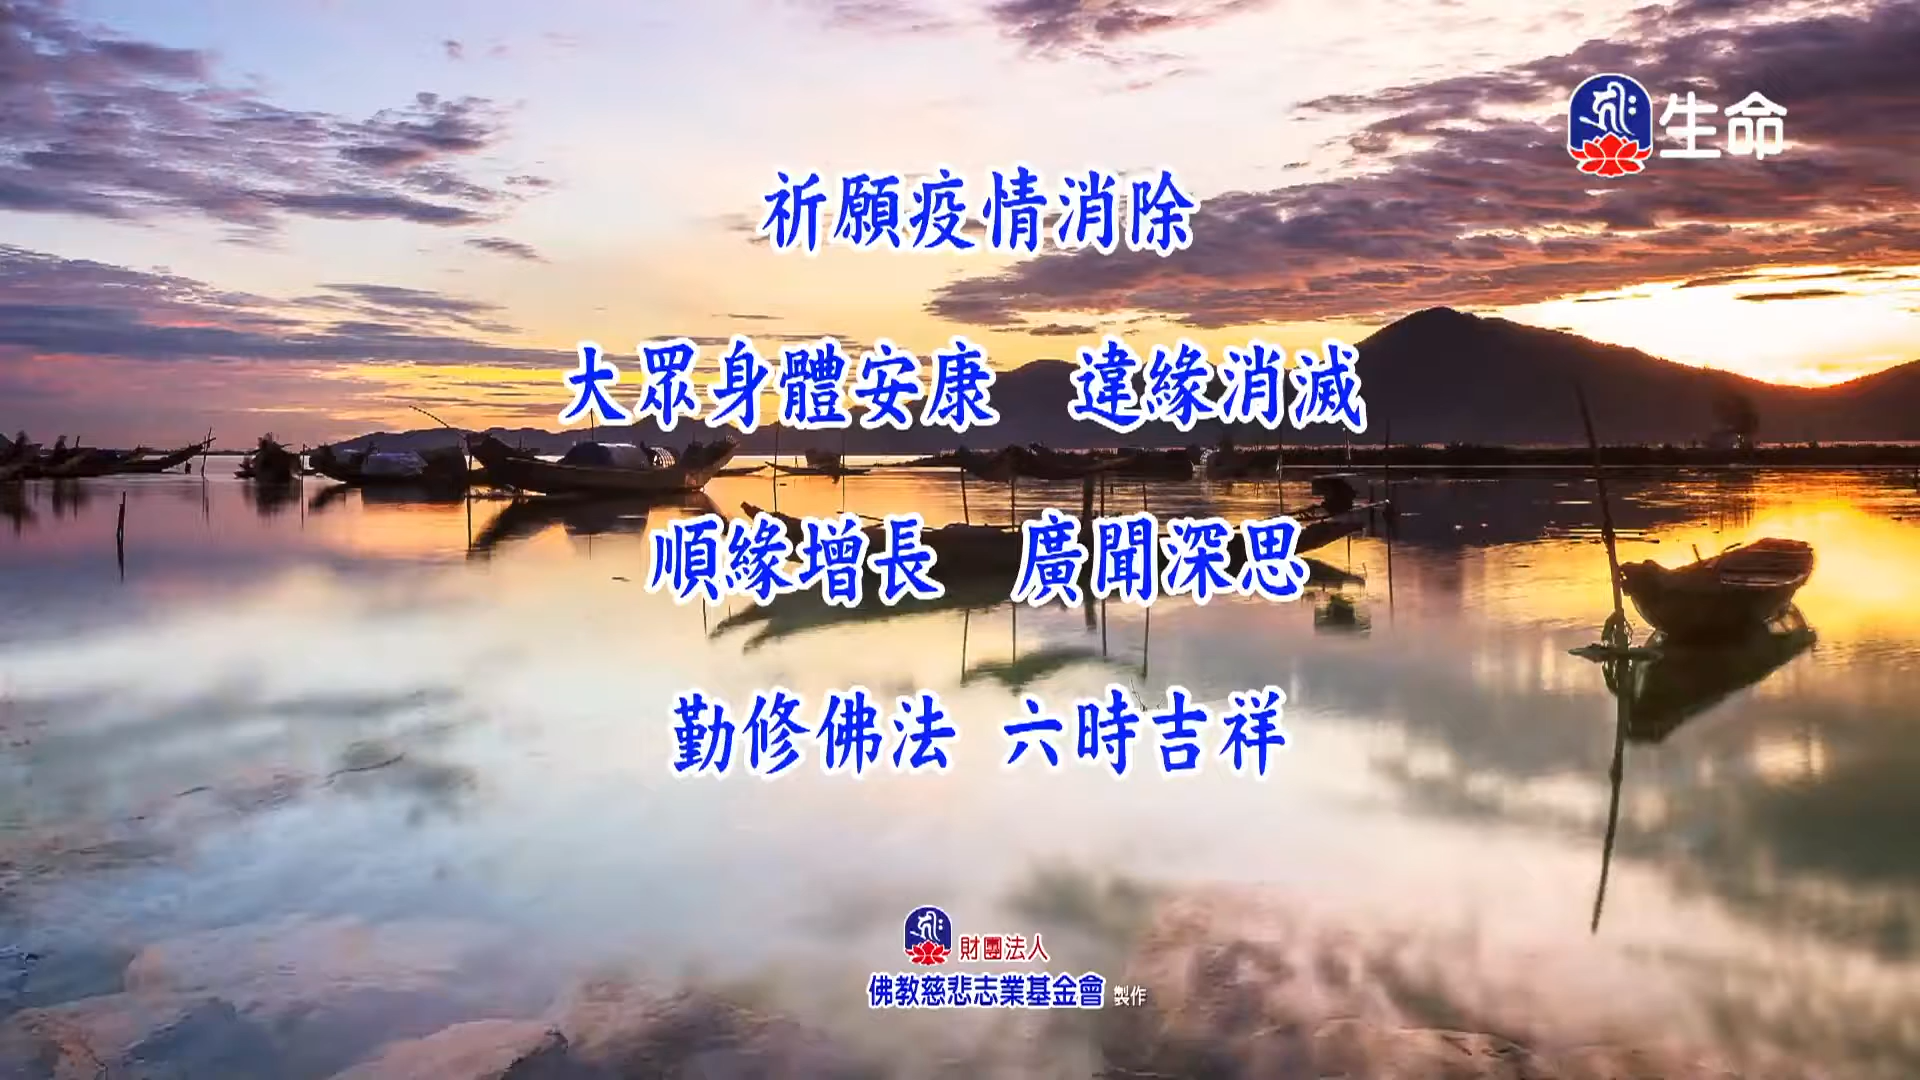 生命
祈願疫情消除
大眾身體安康　違緣消滅
順緣增長　廣聞深思
勤修佛法 六時吉祥
財團法人
佛教慈悲志業基金會 製作